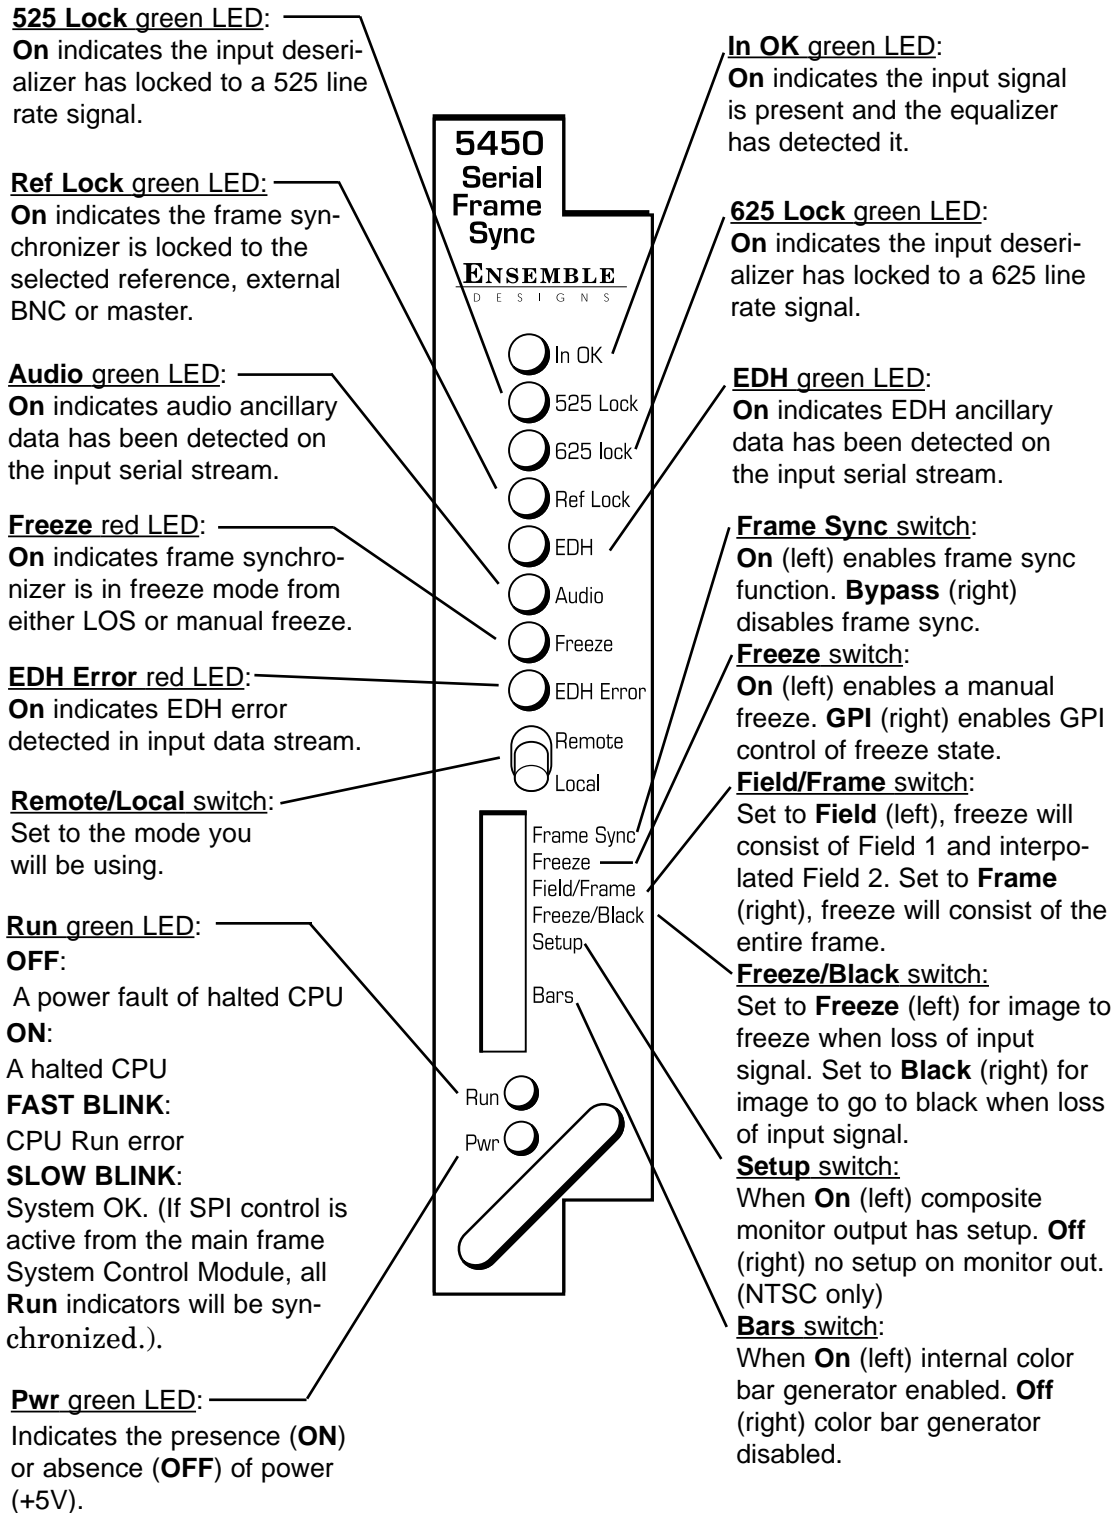 525 Lock green LED:
On indicates the input deseri-
alizer has locked to a 525 line
rate signal.
Ref Lock green LED:
On indicates the frame syn-
chronizer is locked to the
selected reference, external
BNC or master.
Audio green LED:
On indicates audio ancillary
data has been detected on
the input serial stream.
Freeze red LED:
On indicates frame synchro-
nizer is in freeze mode from
either LOS or manual freeze.
EDH Error red LED:
On indicates EDH error
detected in input data stream.
Remote/Local switch:
Set to the mode you
will be using.
Run green LED:
OFF:
A power fault of halted CPU
ON:
A halted CPU
FAST BLINK:
CPU Run error
SLOW BLINK:
System OK. (If SPI control is
active from the main frame
System Control Module, all
Run indicators will be syn-
chronized.).
Pwr green LED:
Indicates the presence (ON)
or absence (OFF) of power
(+5V).
5450
Serial
Frame
Sync
ENSEMBLE
DESIGNS
In OK
525 Lock
625 lock
Ref Lock
EDH
Audio
Freeze
EDH Error
Remote
Local
Frame Sync
Freeze
Field/Frame
Freeze/Black
Setup
Bars
Run
Pwr
In OK green LED:
On indicates the input signal
is present and the equalizer
has detected it.
625 Lock green LED:
On indicates the input deseri-
alizer has locked to a 625 line
rate signal.
EDH green LED:
On indicates EDH ancillary
data has been detected on
the input serial stream.
Frame Sync switch:
On (left) enables frame sync
function. Bypass (right)
disables frame sync.
Freeze switch:
On (left) enables a manual
freeze. GPI (right) enables GPI
control of freeze state.
Field/Frame switch:
Set to Field (left), freeze will
consist of Field 1 and interpo-
lated Field 2. Set to Frame
(right), freeze will consist of the
entire frame.
Freeze/Black switch:
Set to Freeze (left) for image to
freeze when loss of input
signal. Set to Black (right) for
image to go to black when loss
of input signal.
Setup switch:
When On (left) composite
monitor output has setup. Off
(right) no setup on monitor out.
(NTSC only)
Bars switch:
When On (left) internal color
bar generator enabled. Off
(right) color bar generator
disabled.